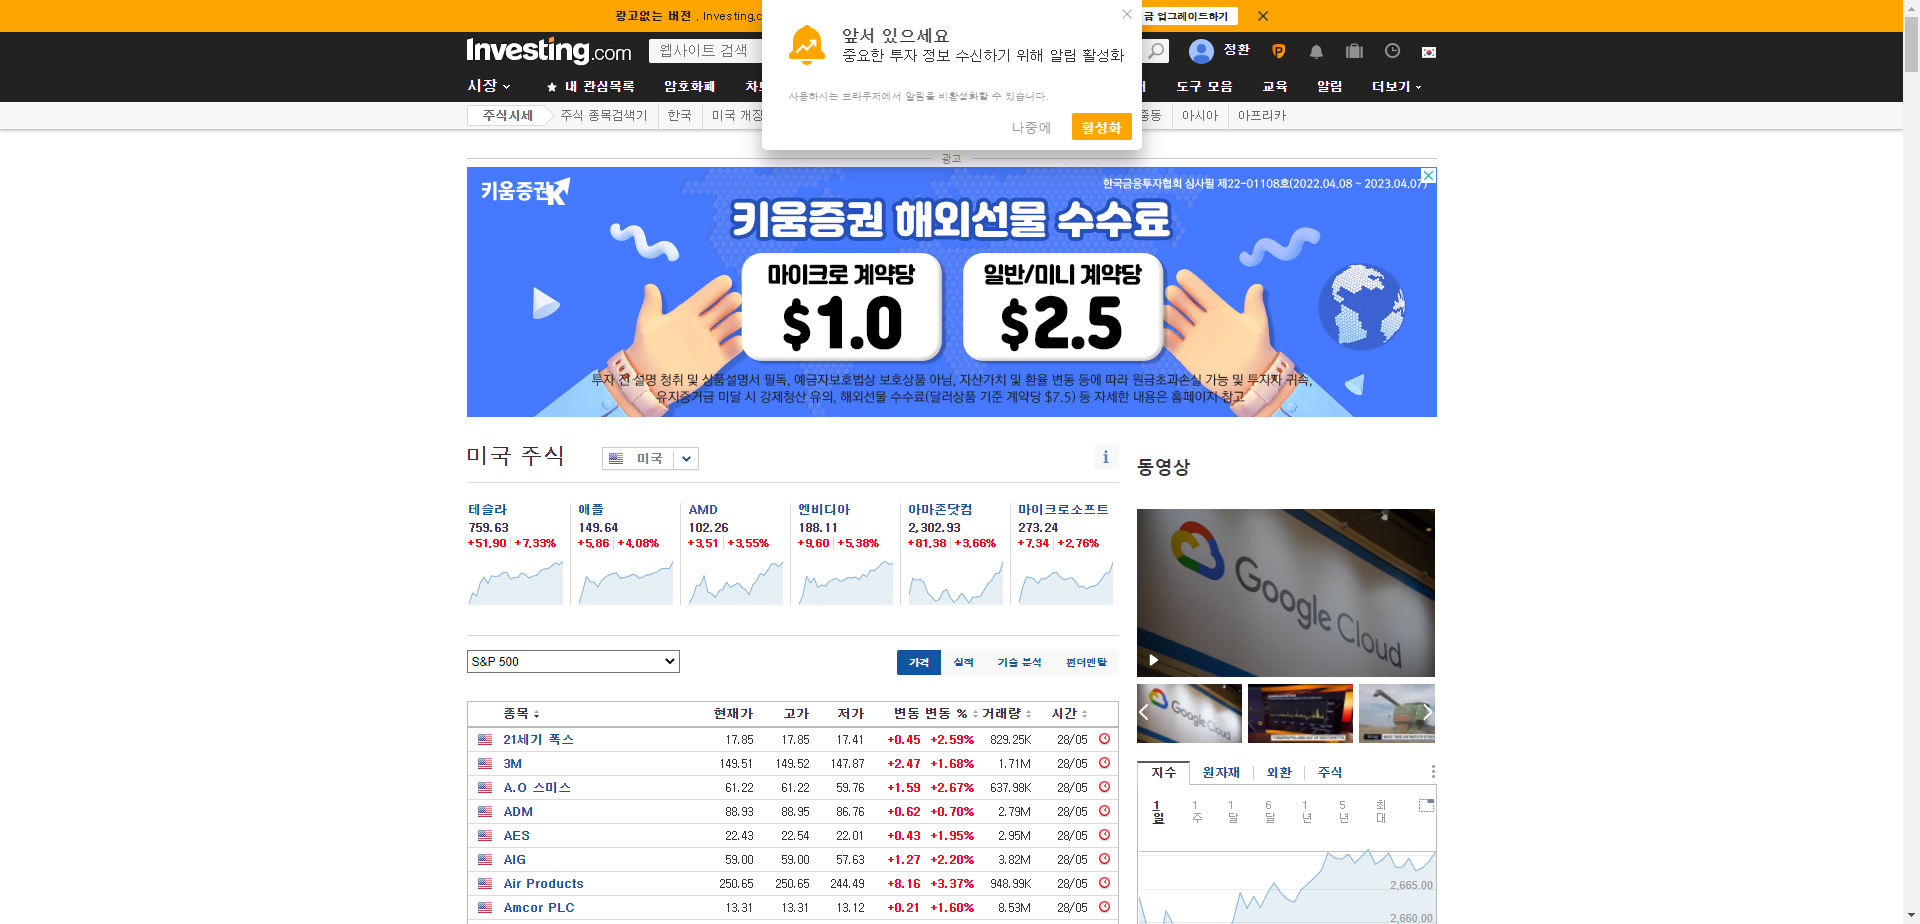 광고없는 버전 . Investing.c
금 업그레이드하기
앞서 있으세요
중요한 투자 정보 수신하기 위해 알림 활성화
사용하시는 브라우저에서 알림을 비활성화할 수 있습니다.
나중에
활성화
Investing.com
웹사이트 검색
정환
시장
내 관심목록
암호화폐
도구 모음
교육
알림
더보기
주식시세
주식 종목검색기
한국
미국 개장
중동
아시아
아프리카
광고
키움증권
한국금융투자협회 심사필 제22-01108호(2022.04.08 ~ 2023.04.07)
키움증권 해외선물 수수료
마이크로 계약당
$1.0
일반/미니 계약당
$2.5
투자 전 설명 청취 및 상품설명서 필독, 예금자보호법상 보호상품 아님, 자산가치 및 환율 변동 등에 따라 원금초과손실 가능 및 투자자 귀속,
유지증거금 미달 시 강제청산 유의, 해외선물 수수료(달러상품 기준 계약당 $7.5) 등 자세한 내용은 홈페이지 참고
미국 주식
미국
i
테슬라
759.63
+51.90 +7.33%
애플
149.64
+5.86 +4.08%
AMD
102.26
+3.51 +3.55%
엔비디아
188.11
+9.60 +5.38%
아마존닷컴
2,302.93
+81.38 +3.66%
마이크로소프트
273.24
+7.34 +2.76%
S&P 500
가격
실적
기술 분석
펀더멘탈
종목 현재가 고가 저가 변동 변동 % 거래량 시간
21세기 폭스 17.85 17.85 17.41 +0.45 +2.59% 829.25K 28/05
3M 149.51 149.52 147.87 +2.47 +1.68% 1.71M 28/05
A.O 스미스 61.22 61.22 59.76 +1.59 +2.67% 637.98K 28/05
ADM 88.93 88.95 86.76 +0.62 +0.70% 2.79M 28/05
AES 22.43 22.54 22.01 +0.43 +1.95% 2.95M 28/05
AIG 59.00 59.00 57.63 +1.27 +2.20% 3.82M 28/05
Air Products 250.65 250.65 244.49 +8.16 +3.37% 948.99K 28/05
Amcor PLC 13.31 13.31 13.12 +0.21 +1.60% 8.53M 28/05
동영상
Google Cloud
Google Cloud
지수
원자재
외환
주식
1일
1주
1달
6달
1년
5년
최대
2,665.00
2,660.00